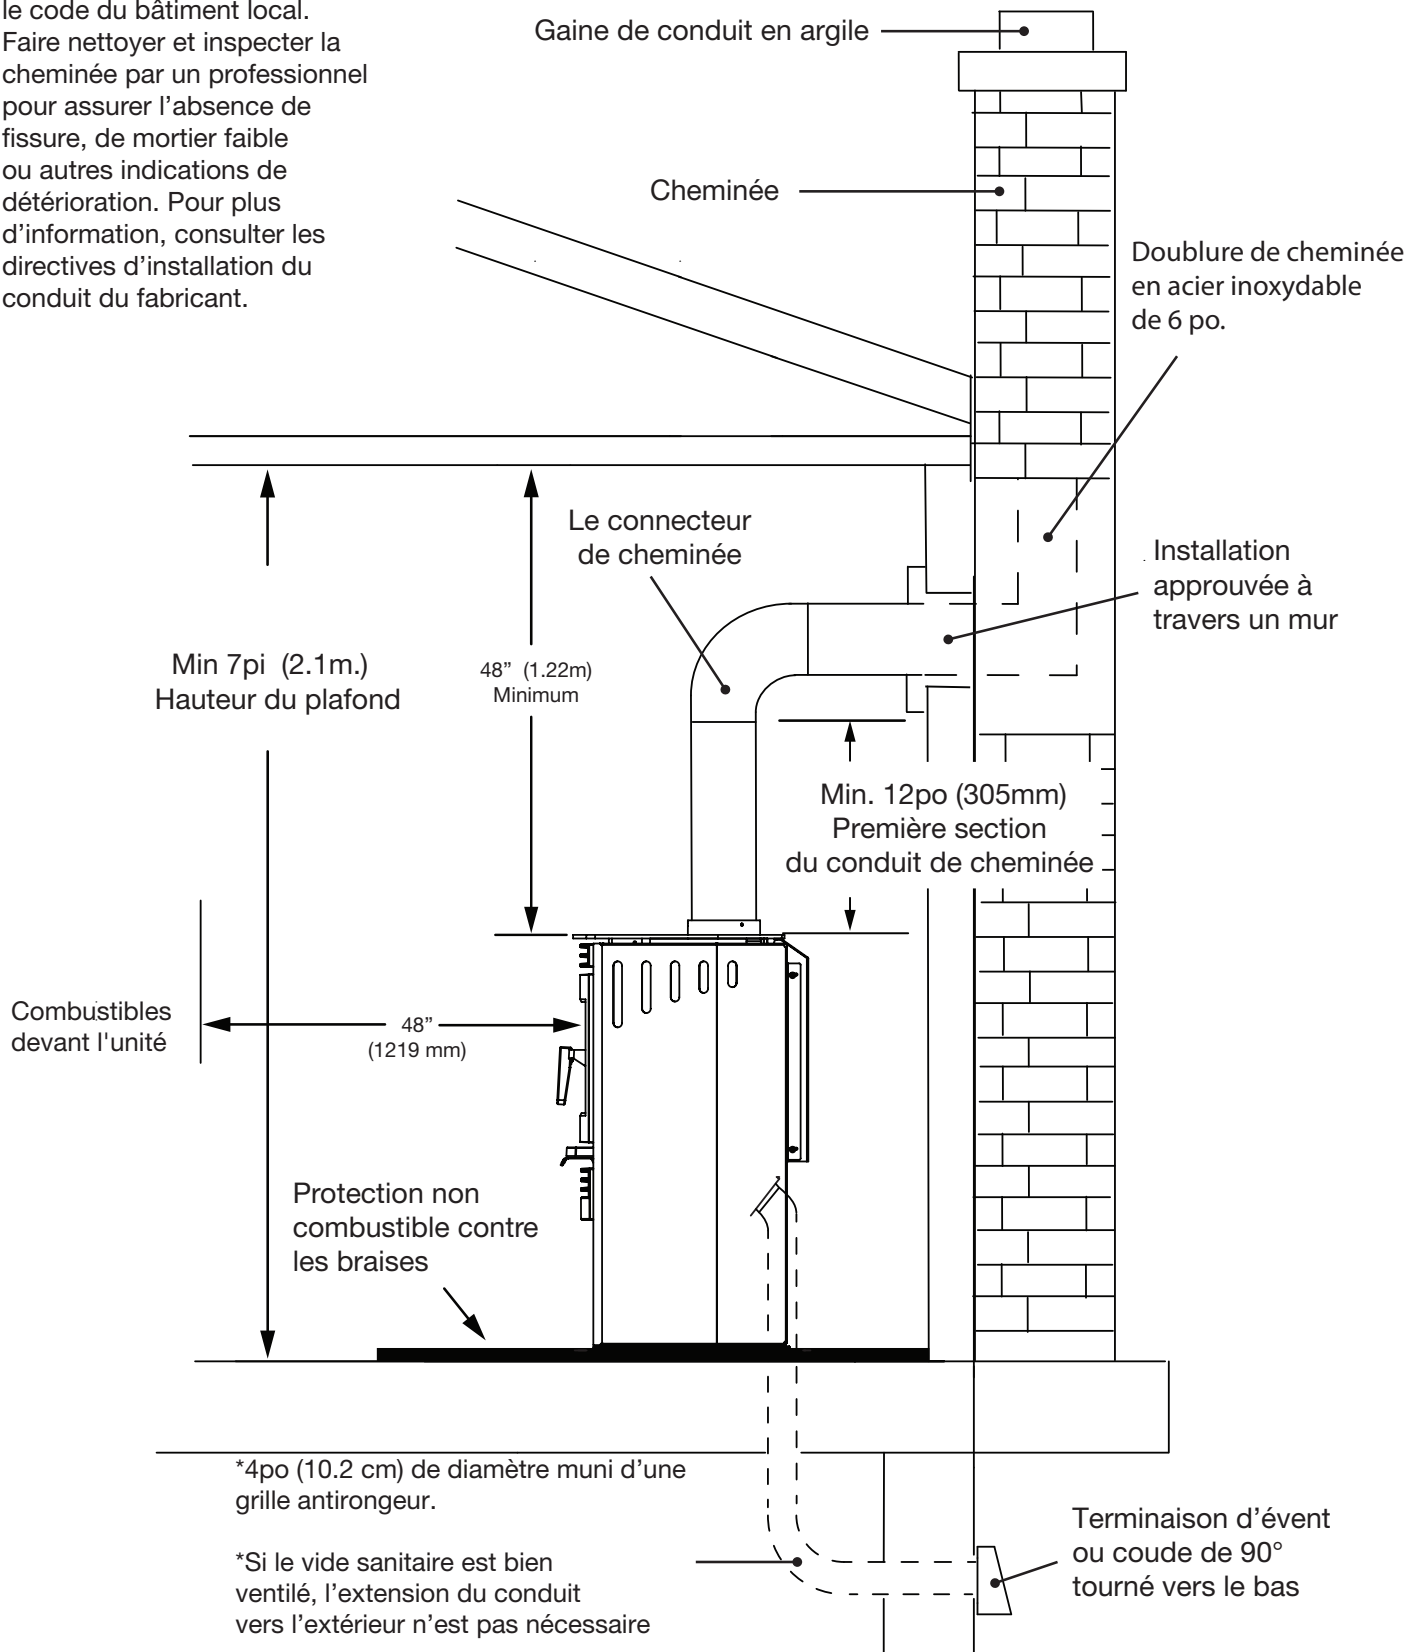 le code du bâtiment local.
Faire nettoyer et inspecter la
cheminée par un professionnel
pour assurer l’absence de
fissure, de mortier faible
ou autres indications de
détérioration. Pour plus
d’information, consulter les
directives d’installation du
conduit du fabricant.
Gaine de conduit en argile
Cheminée
Doublure de cheminée
en acier inoxydable
de 6 po.
Le connecteur
de cheminée
Installation
approuvée à
travers un mur
Min 7pi (2.1m.)
Hauteur du plafond
48” (1.22m)
Minimum
Min. 12po (305mm)
Première section
du conduit de cheminée
Combustibles
devant l'unité
48”
(1219 mm)
Protection non
combustible contre
les braises
*4po (10.2 cm) de diamètre muni d’une
grille antirongeur.
*Si le vide sanitaire est bien
ventilé, l’extension du conduit
vers l’extérieur n’est pas nécessaire
Terminaison d’évent
ou coude de 90°
tourné vers le bas